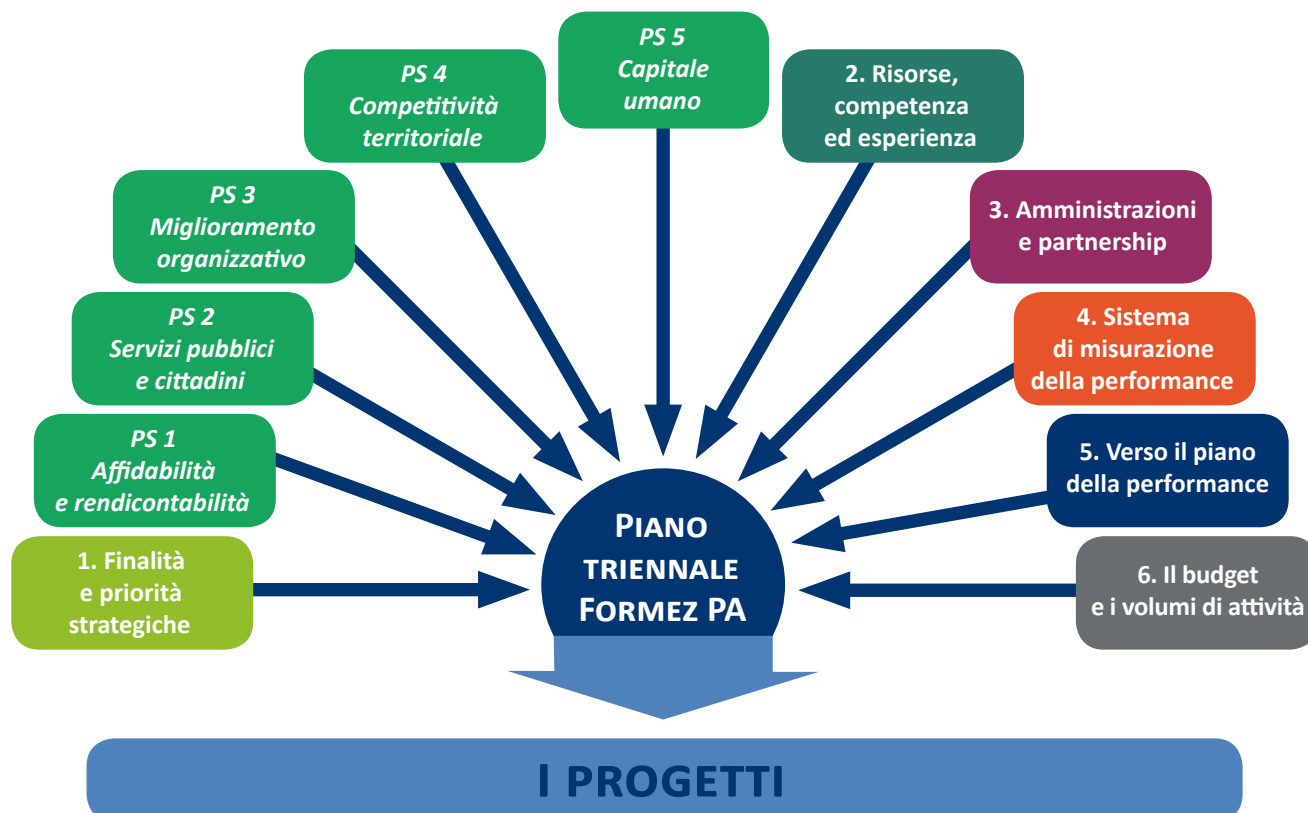 PS 5
Capitale
umano
PS 4
Competitività
territoriale
2. Risorse,
competenza
ed esperienza
PS 3
Miglioramento
organizzativo
3. Amministrazioni
e partnership
PS 2
Servizi pubblici
e cittadini
4. Sistema
di misurazione
della performance
PS 1
Affidabilità
e rendicontabilità
5. Verso il piano
della performance
1. Finalità
e priorità
strategiche
6. Il budget
e i volumi di attività
Piano
triennale
Formez PA
I PROGETTI